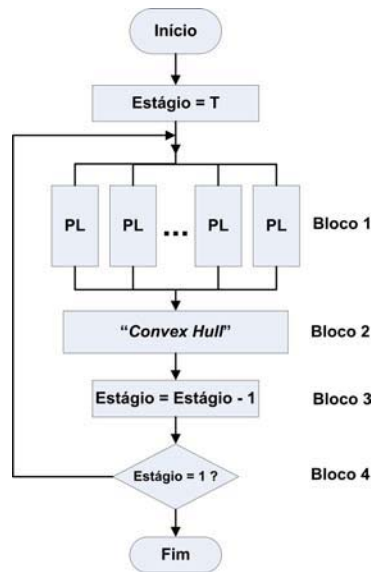 Início
Estágio = T
PL PL ... PL PL Bloco 1
“Convex Hull” Bloco 2
Estágio = Estágio - 1 Bloco 3
Estágio = 1 ? Bloco 4
Fim